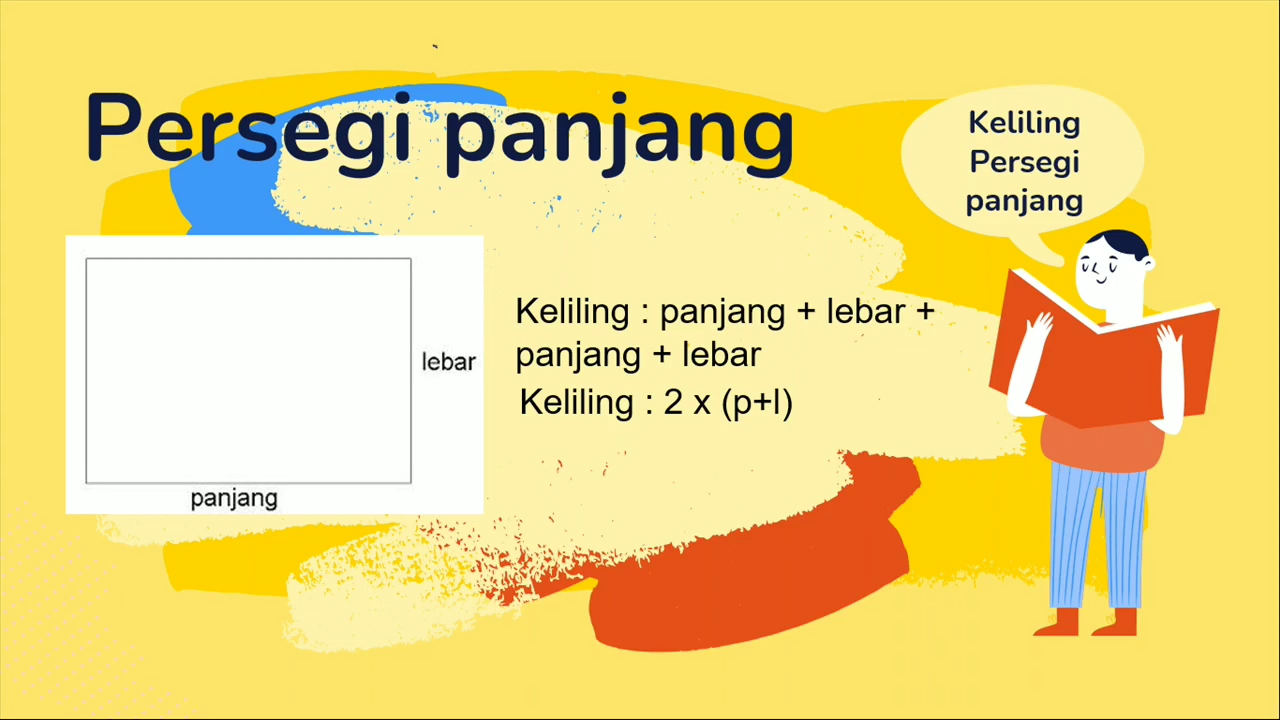 Persegi panjang
Keliling
Persegi
panjang
lebar
panjang
Keliling : panjang + lebar +
panjang + lebar
Keliling : 2 x (p+l)